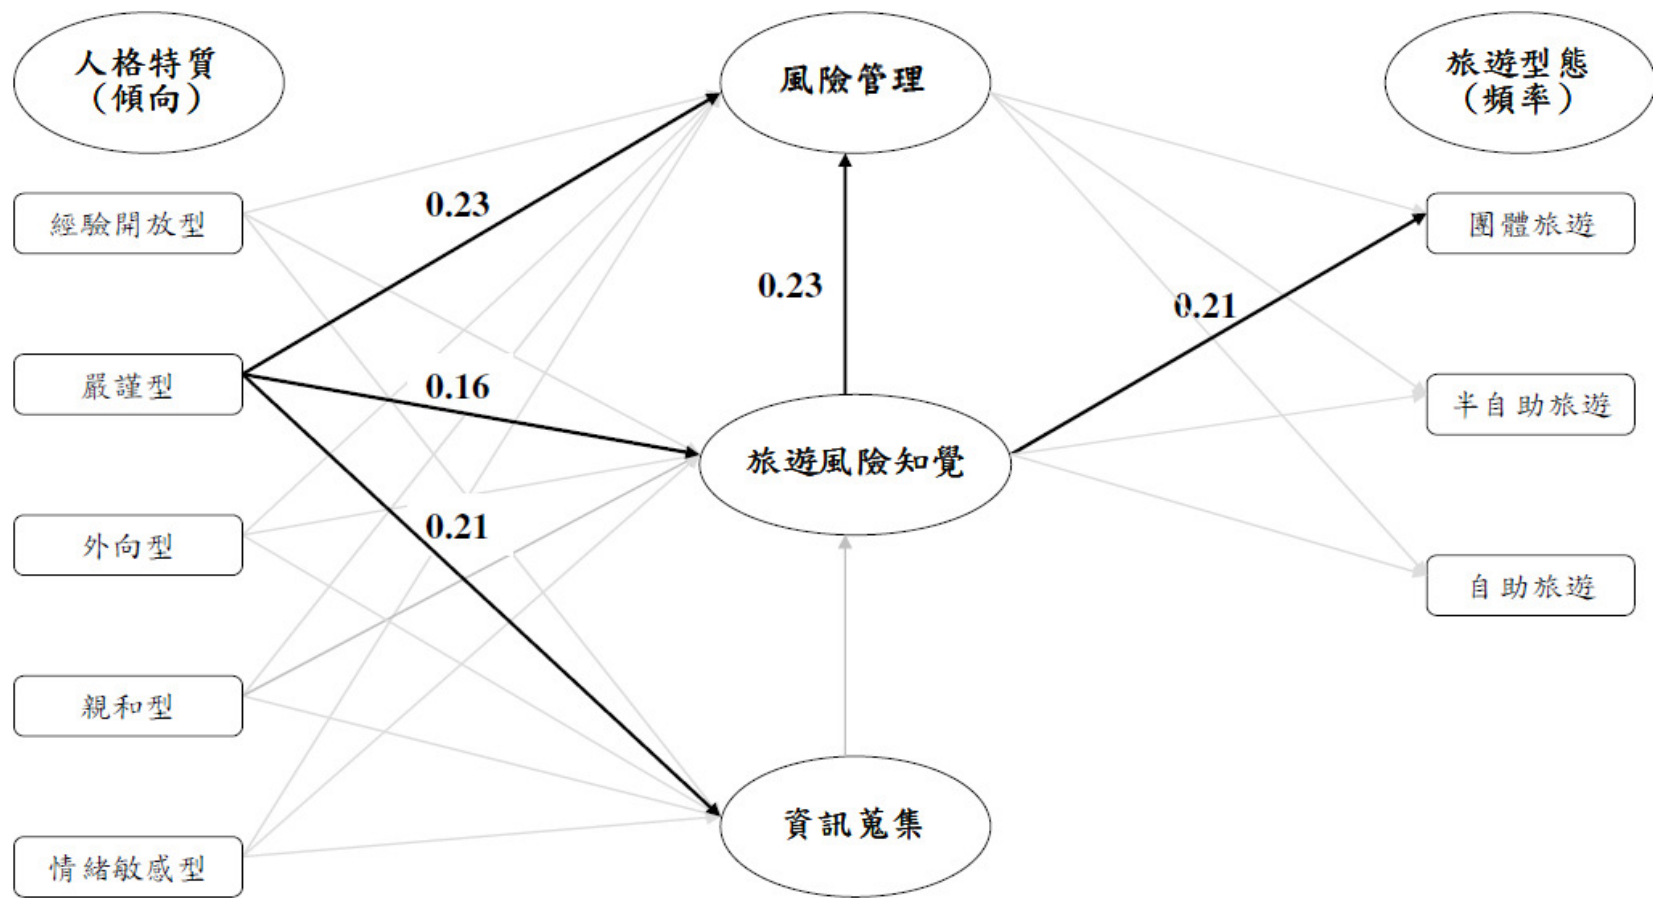 人格特質
（傾向）
風險管理
旅遊型態
（頻率）
經驗開放型
0.23
團體旅遊
0.23
0.21
嚴謹型
0.16
半自助旅遊
旅遊風險知覺
外向型
0.21
自助旅遊
親和型
資訊蒐集
情緒敏感型